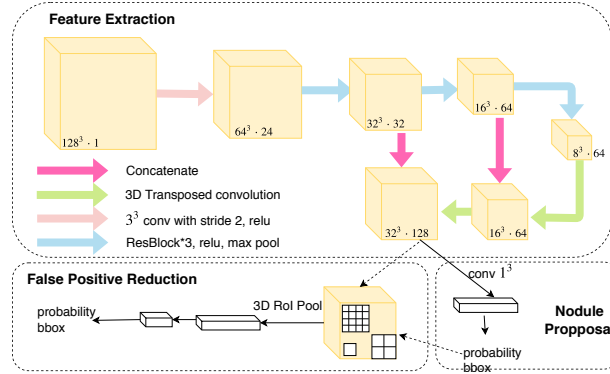 Feature Extraction
128³ · 1
64³ · 24
32³ · 32
16³ · 64
8³ · 64
32³ · 128
16³ · 64
Concatenate
3D Transposed convolution
3³ conv with stride 2, relu
ResBlock*3, relu, max pool
False Positive Reduction
3D RoI Pool
probability
bbox
conv 1³
Nodule
Propposal
probability
bbox